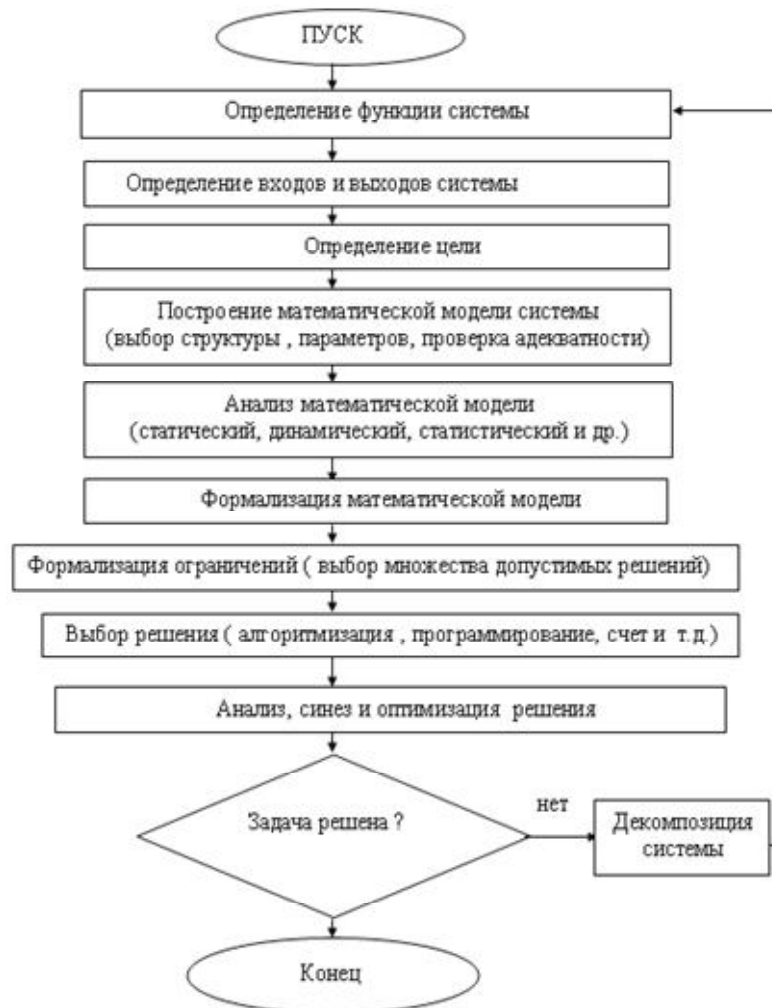 ПУСК
Определение функции системы
Определение входов и выходов системы
Определение цели
Построение математической модели системы
(выбор структуры , параметров, проверка адекватности)
Анализ математической модели
(статический, динамический, статистический и др.)
Формализация математической модели
Формализация ограничений ( выбор множества допустимых решений)
Выбор решения ( алгоритмизация , программирование, счет и т.д.)
Анализ, синез и оптимизация решения
Задача решена ?
нет
Декомпозиция
системы
Конец